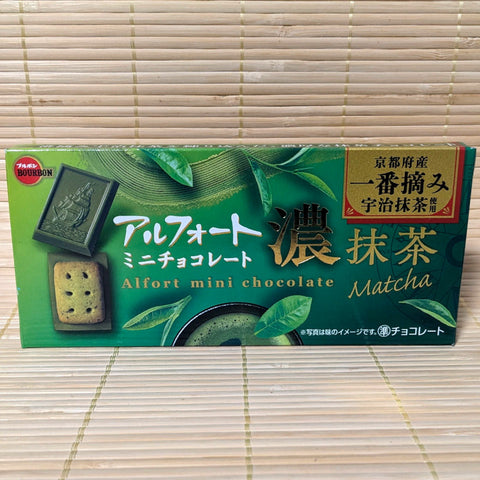 ブルボン
BOURBON
京都府産
一番摘み
宇治抹茶使用
アルフォート
ミニチョコレート
Alfort mini chocolate
濃抹茶
Matcha
※写真は味のイメージです。準チョコレート